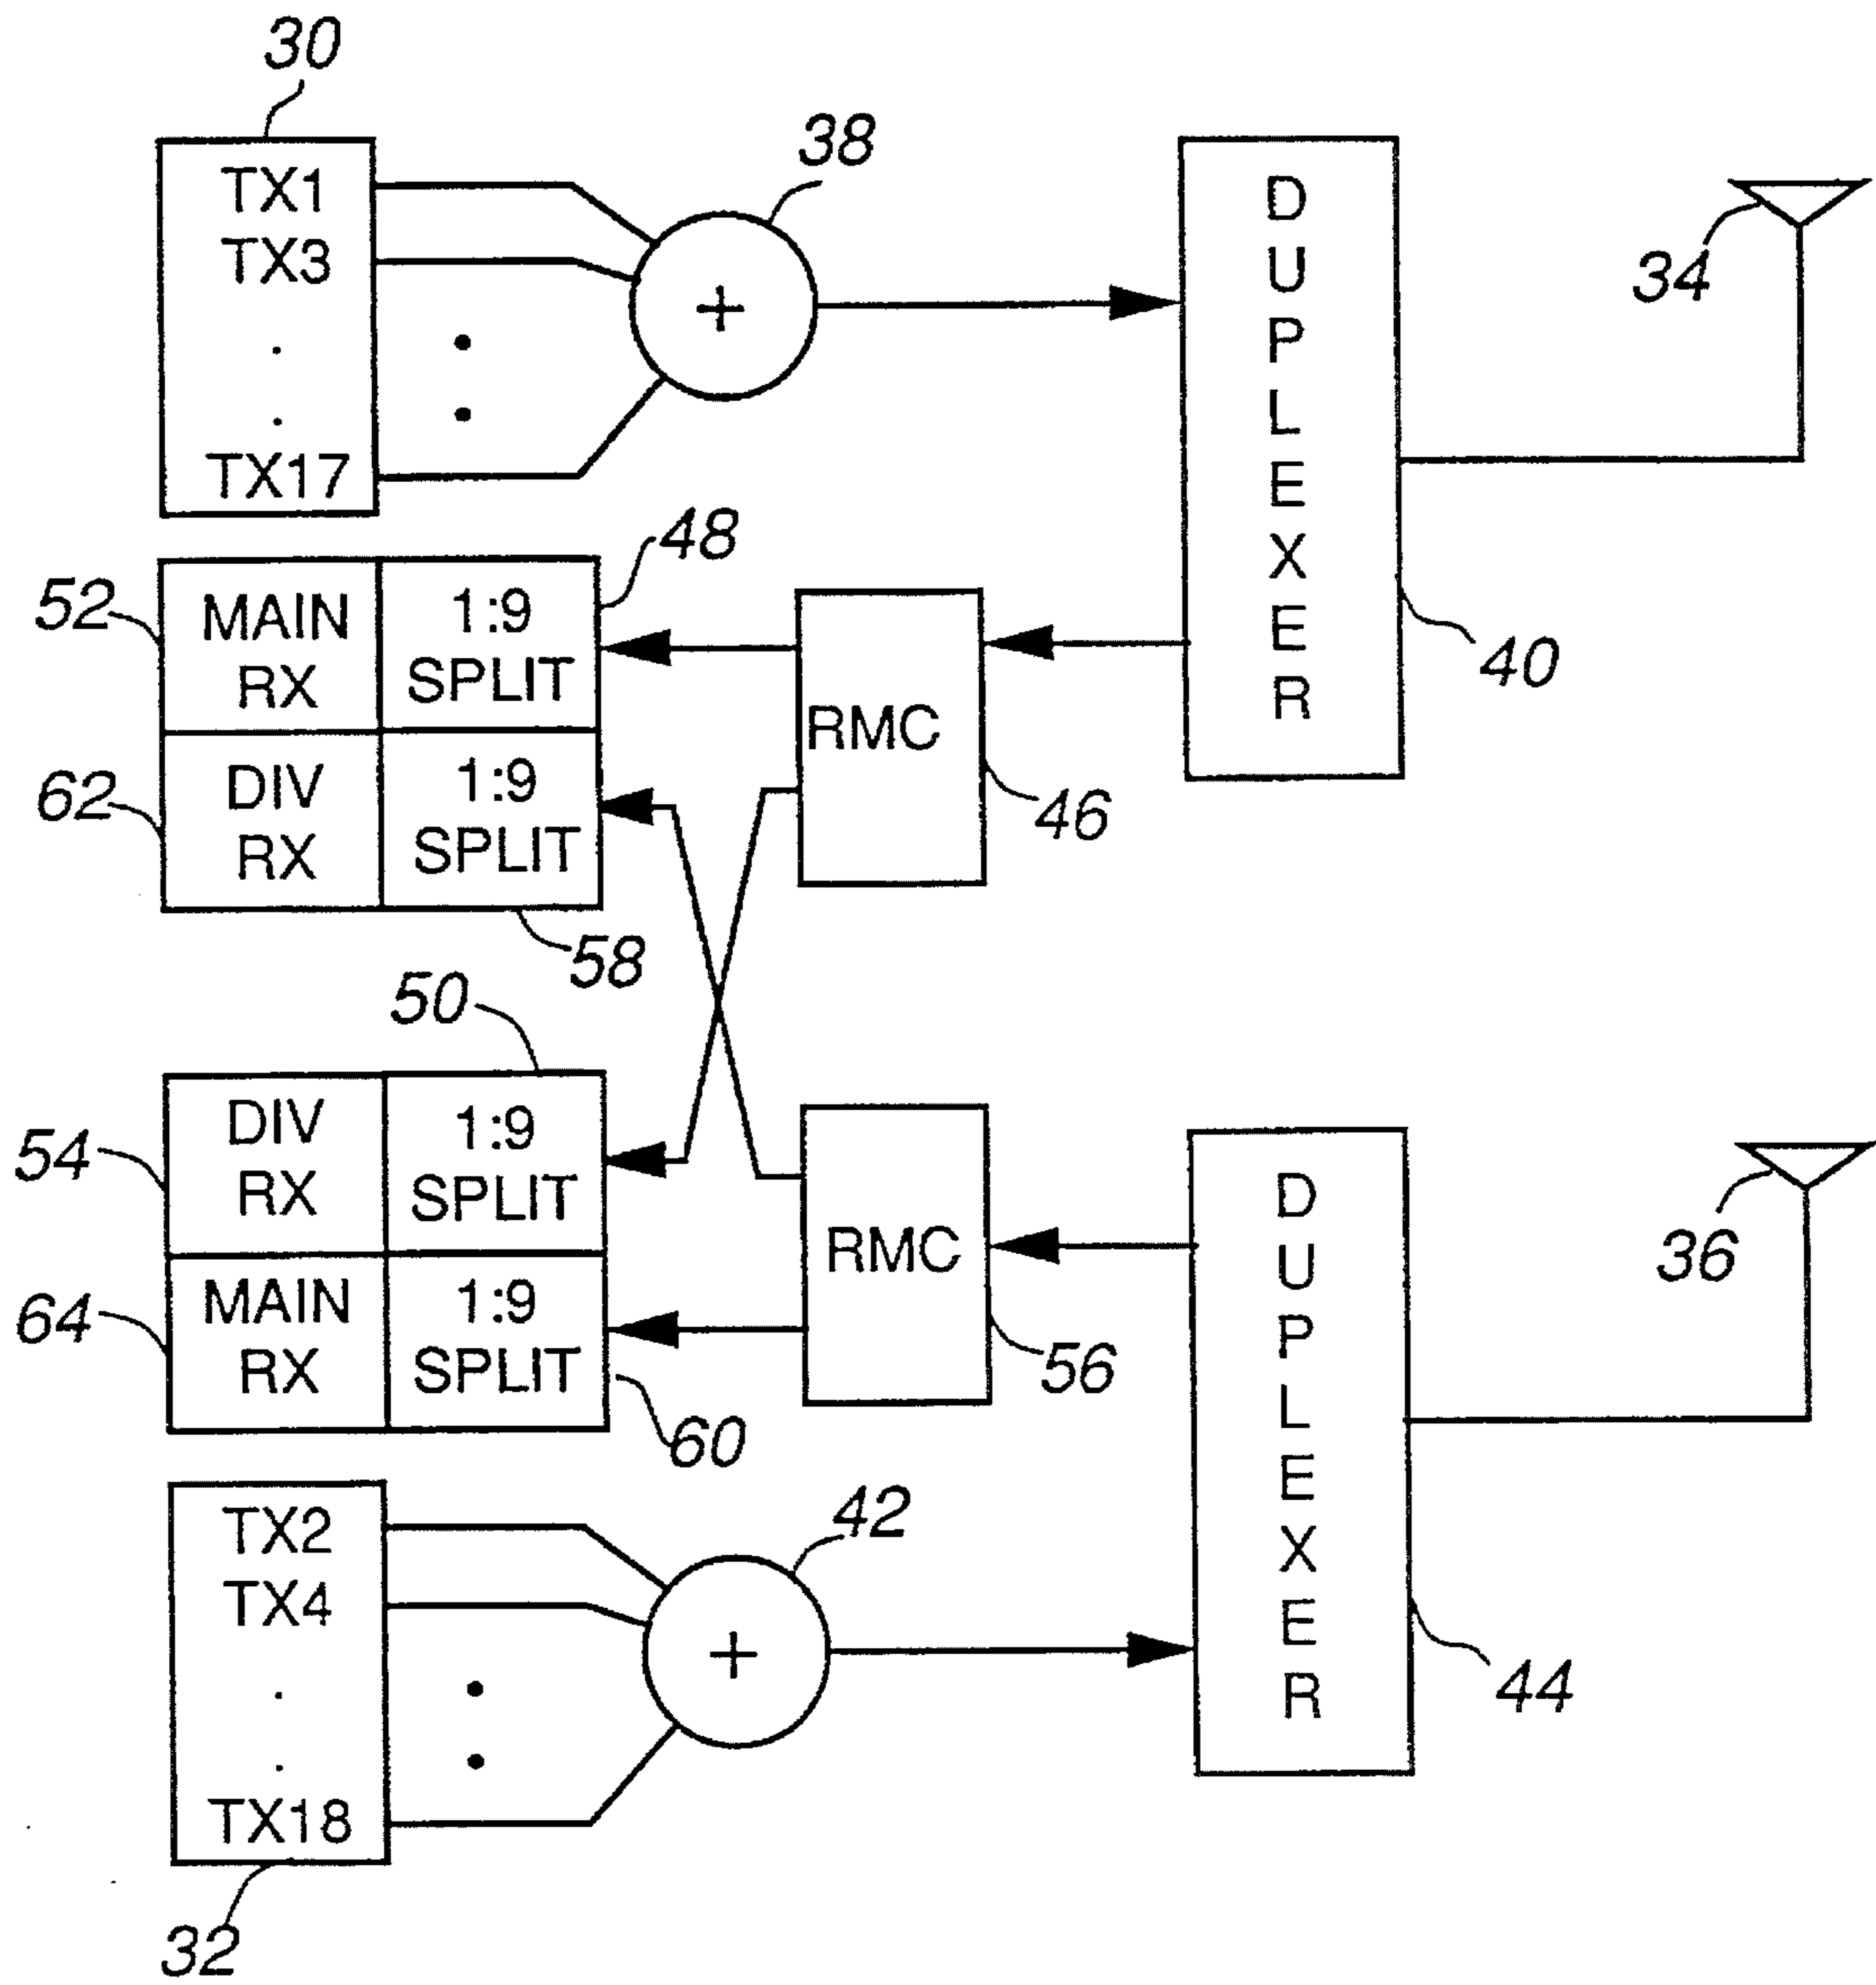 30
38
TX1
TX3
.
.
TX17
+
DUPLEXER
34
40
48
52
MAIN RX
1:9 SPLIT
62
DIV RX
1:9 SPLIT
58
RMC
46
50
54
DIV RX
1:9 SPLIT
64
MAIN RX
1:9 SPLIT
60
RMC
56
DUPLEXER
36
44
42
TX2
TX4
.
.
TX18
+
32